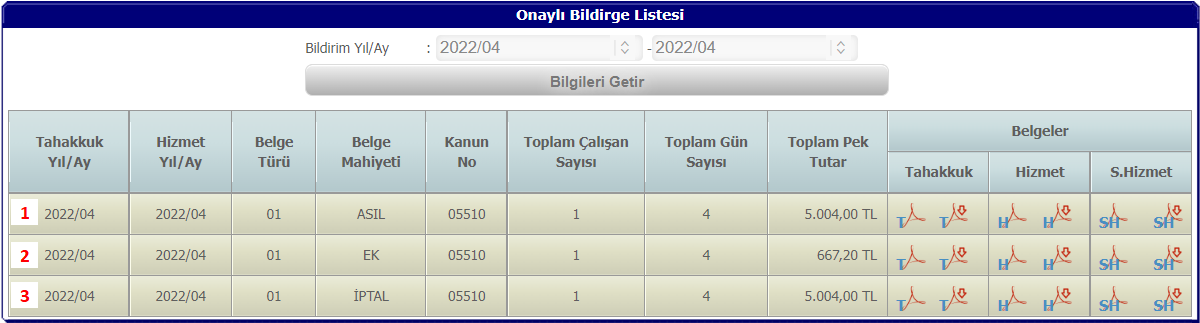 Onaylı Bildirge Listesi
Bildirim Yıl/Ay : 2022/04 - 2022/04
Bilgileri Getir
Tahakkuk Yıl/Ay Hizmet Yıl/Ay Belge Türü Belge Mahiyeti Kanun No Toplam Çalışan Sayısı Toplam Gün Sayısı Toplam Pek Tutar Belgeler
Tahakkuk Hizmet S.Hizmet
1 2022/04 2022/04 01 ASIL 05510 1 4 5.004,00 TL T T H H SH SH
2 2022/04 2022/04 01 EK 05510 1 4 667,20 TL T T H H SH SH
3 2022/04 2022/04 01 İPTAL 05510 1 4 5.004,00 TL T T H H SH SH